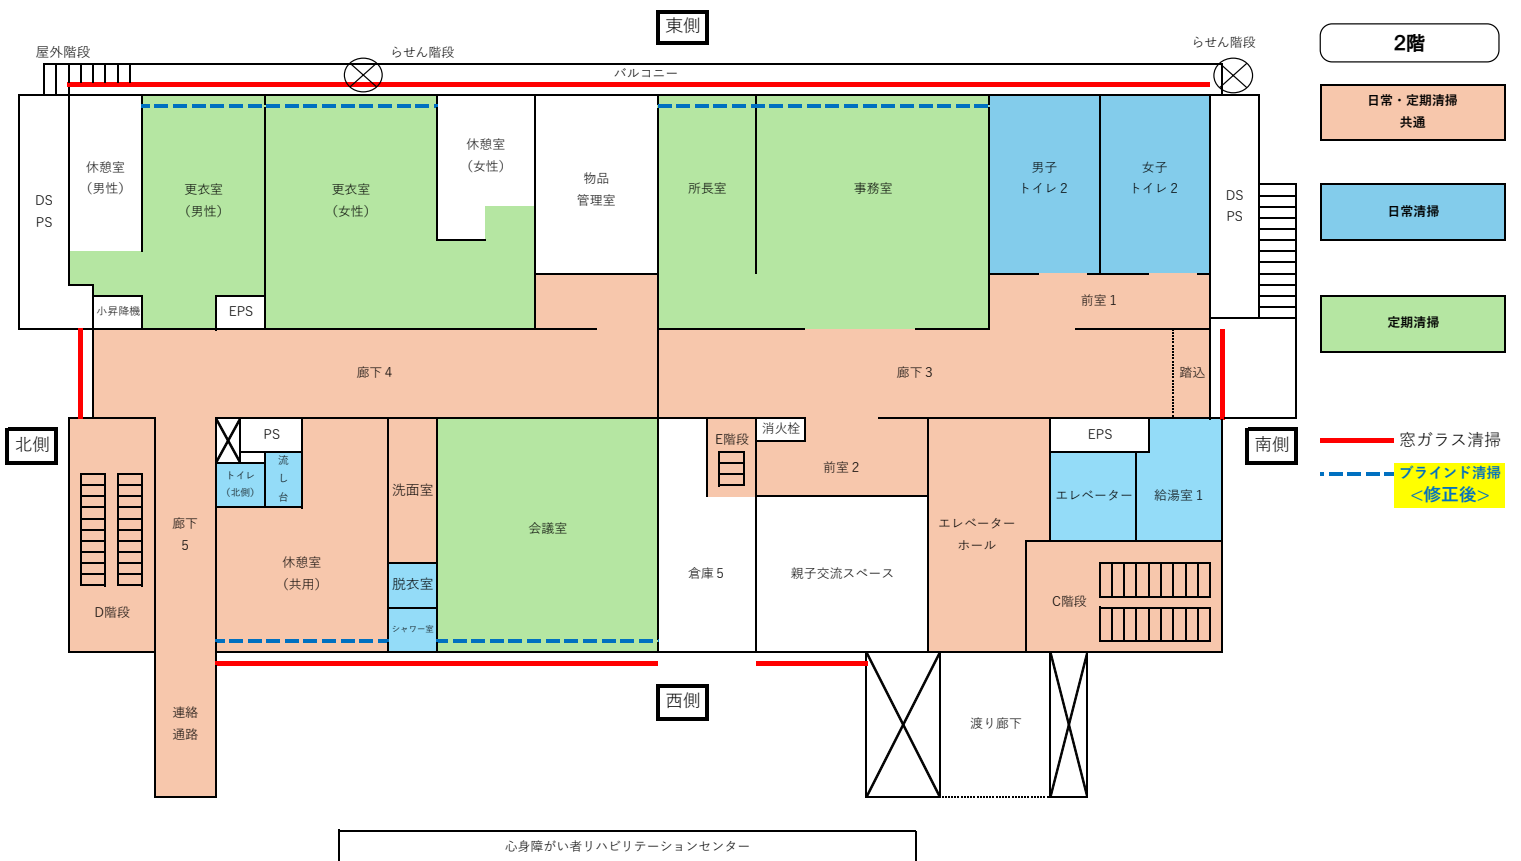 東側
2階
屋外階段
らせん階段
らせん階段
バルコニー
日常・定期清掃
共通
休憩室
（男性）
更衣室
（男性）
更衣室
（女性）
休憩室
（女性）
物品
管理室
所長室
事務室
男子
トイレ２
女子
トイレ２
DS
PS
DS
PS
日常清掃
小昇降機
EPS
前室１
定期清掃
廊下４
廊下３
踏込
北側
南側
PS
E階段
消火栓
EPS
窓ガラス清掃
ブラインド清掃
<修正後>
トイレ
（北側）
流
し
台
洗面室
前室２
エレベーター
給湯室１
廊下
５
会議室
エレベーター
ホール
休憩室
（共用）
脱衣室
倉庫５
親子交流スペース
C階段
D階段
シャワー室
西側
連絡
通路
渡り廊下
心身障がい者リハビリテーションセンター